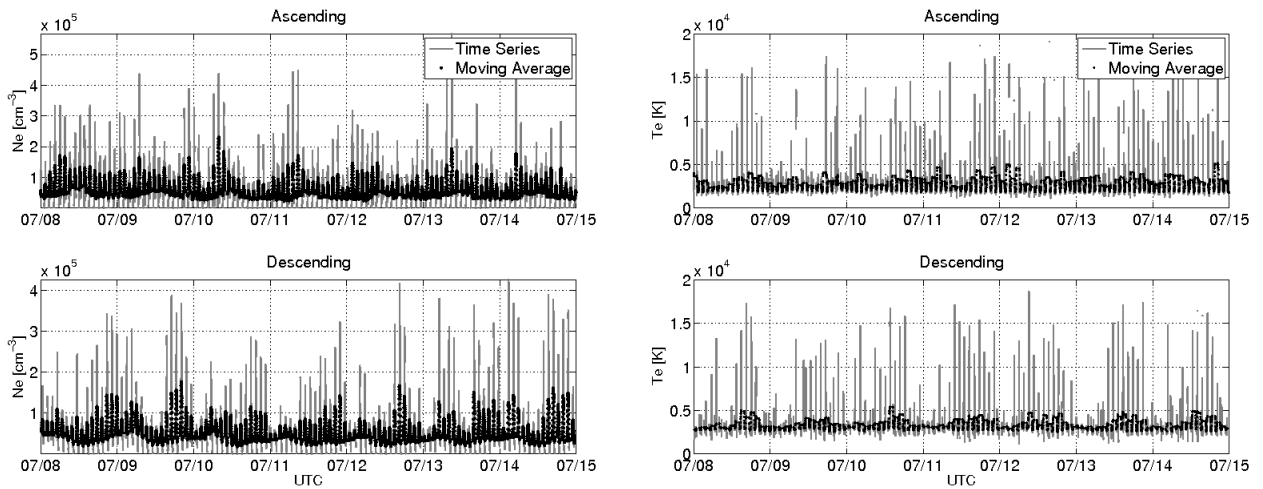 Ascending
x 10^5
5
4
3
2
1
Ne [cm^-3]
Time Series
Moving Average
07/08 07/09 07/10 07/11 07/12 07/13 07/14 07/15
Ascending
x 10^4
2
1.5
1
0.5
0
Te [K]
Time Series
Moving Average
07/08 07/09 07/10 07/11 07/12 07/13 07/14 07/15
Descending
x 10^5
4
3
2
1
Ne [cm^-3]
07/08 07/09 07/10 07/11 07/12 07/13 07/14 07/15
UTC
Descending
x 10^4
2
1.5
1
0.5
0
Te [K]
07/08 07/09 07/10 07/11 07/12 07/13 07/14 07/15
UTC